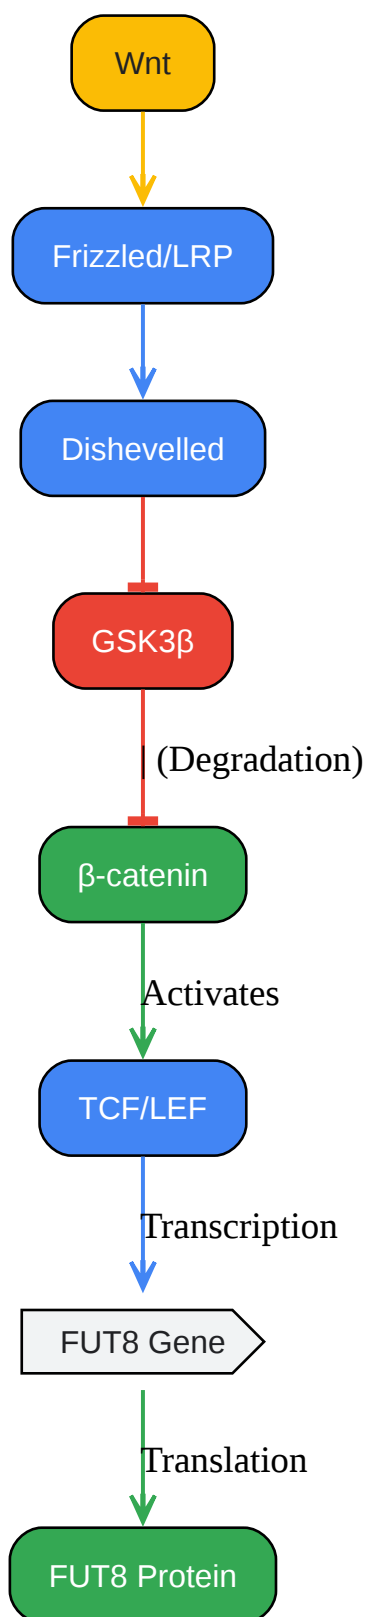 Wnt
Frizzled/LRP
Dishevelled
GSK3β
| (Degradation)
β-catenin
Activates
TCF/LEF
Transcription
FUT8 Gene
Translation
FUT8 Protein